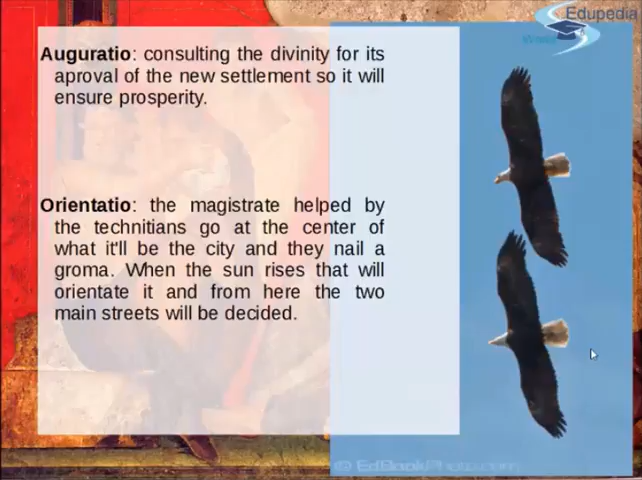 Edupedia
World
Auguratio: consulting the divinity for its
aproval of the new settlement so it will
ensure prosperity.
Orientatio: the magistrate helped by
the technitians go at the center of
what it'll be the city and they nail a
groma. When the sun rises that will
orientate it and from here the two
main streets will be decided.